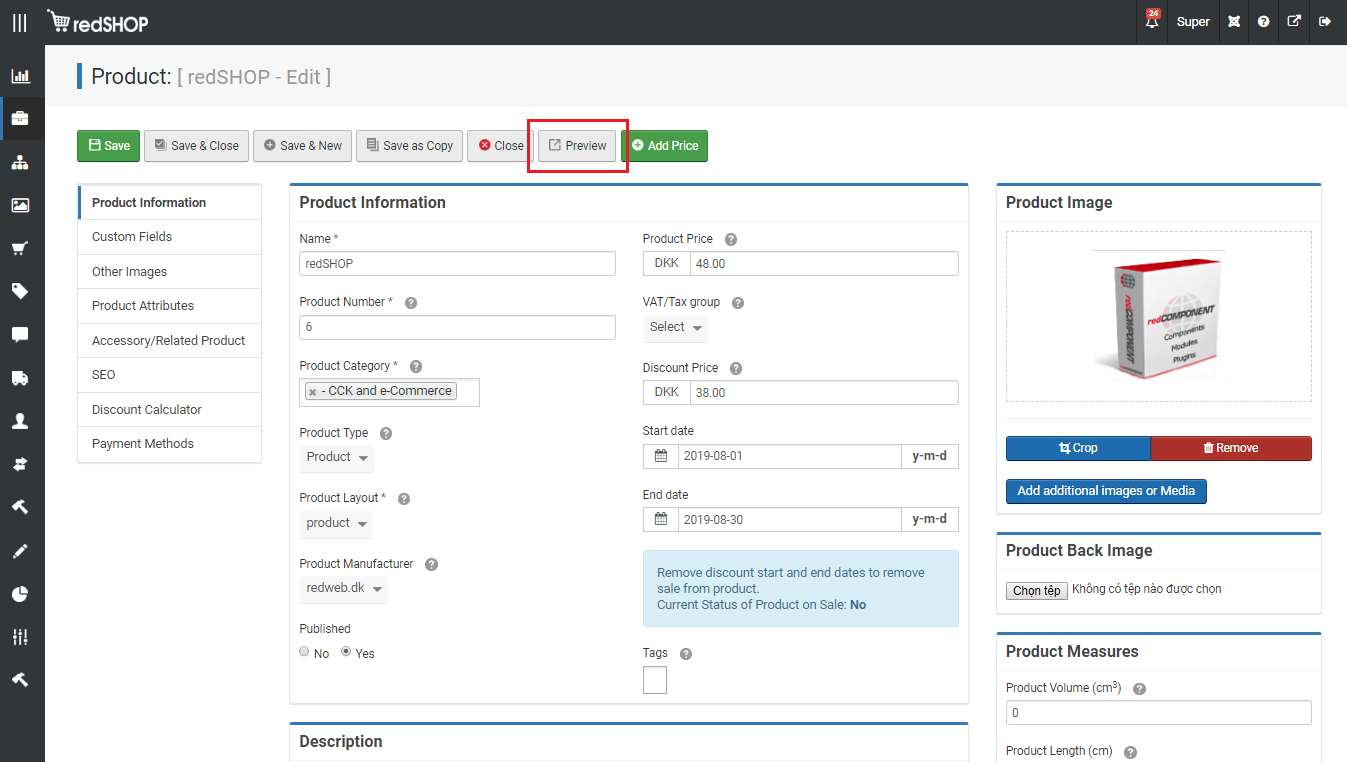 redSHOP
24
Super
Product: [ redSHOP - Edit ]
Save
Save & Close
Save & New
Save as Copy
Close
Preview
Add Price
Product Information
Custom Fields
Other Images
Product Attributes
Accessory/Related Product
SEO
Discount Calculator
Payment Methods
Product Information
Name *
redSHOP
Product Number *
6
Product Category *
- CCK and e-Commerce
Product Type
Product
Product Layout *
product
Product Manufacturer
redweb.dk
Published
No
Yes
Product Price
DKK 48.00
VAT/Tax group
Select
Discount Price
DKK 38.00
Start date
2019-08-01 y-m-d
End date
2019-08-30 y-m-d
Remove discount start and end dates to remove
sale from product.
Current Status of Product on Sale: No
Tags
Description
Product Image
redCOMPONENT
redCOMPONENT
Components
Modules
Plugins
Crop
Remove
Add additional images or Media
Product Back Image
Chọn tệp Không có tệp nào được chọn
Product Measures
Product Volume (cm³)
0
Product Length (cm)